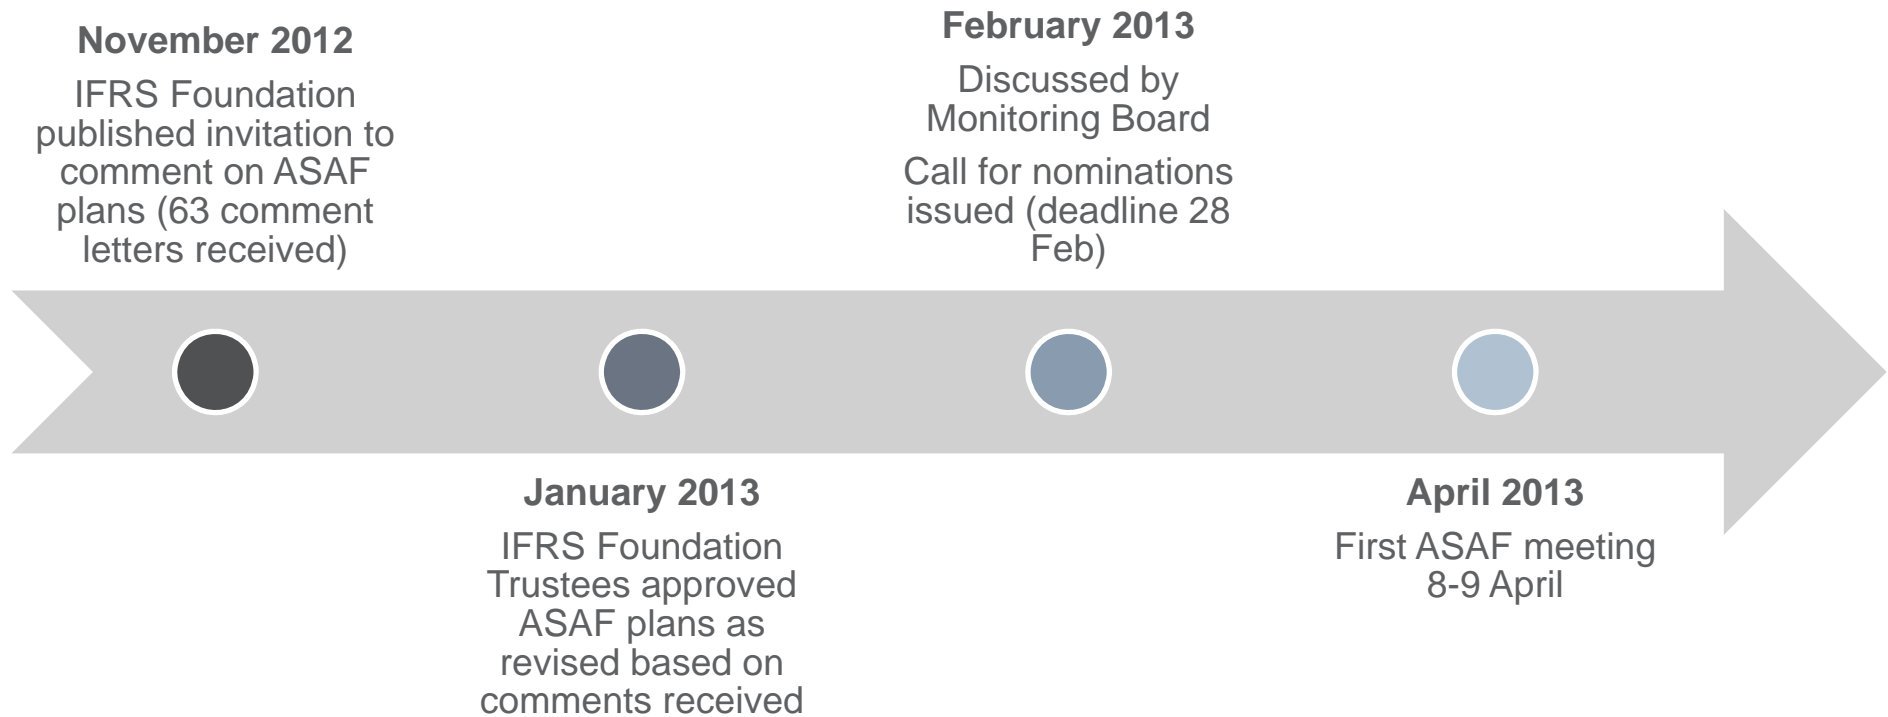 November 2012
IFRS Foundation
published invitation to
comment on ASAF
plans (63 comment
letters received)
January 2013
IFRS Foundation
Trustees approved
ASAF plans as
revised based on
comments received
February 2013
Discussed by
Monitoring Board
Call for nominations
issued (deadline 28
Feb)
April 2013
First ASAF meeting
8-9 April